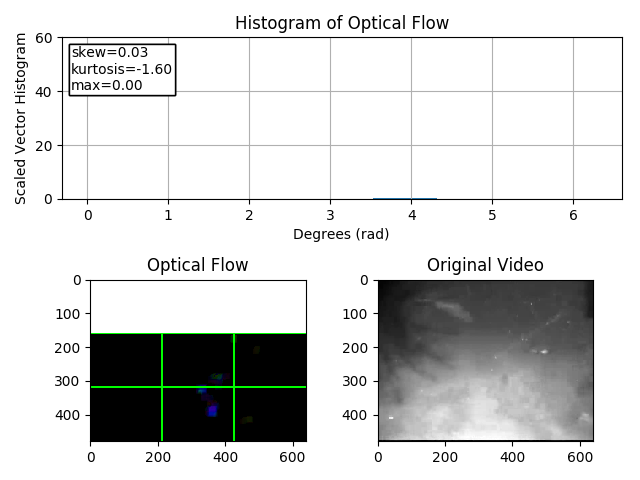 Histogram of Optical Flow
skew=0.03
kurtosis=-1.60
max=0.00
Scaled Vector Histogram
60
40
20
0
0 1 2 3 4 5 6
Degrees (rad)
Optical Flow
0
100
200
300
400
0 200 400 600
Original Video
0
100
200
300
400
0 200 400 600